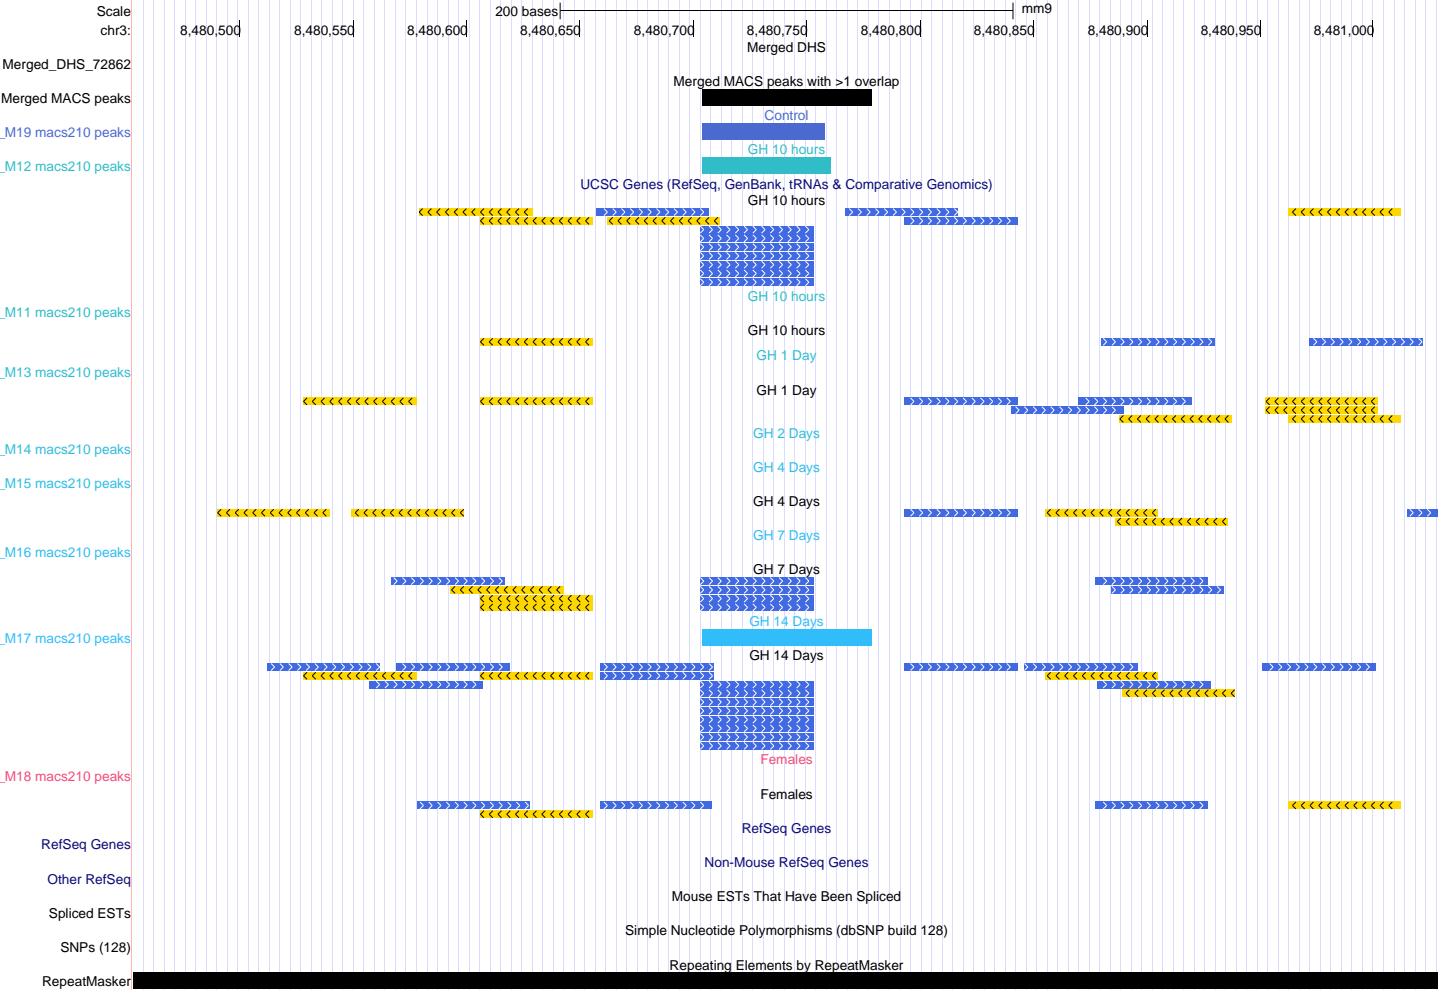 Scale 200 bases mm9
chr3: 8,480,500 8,480,550 8,480,600 8,480,650 8,480,700 8,480,750 8,480,800 8,480,850 8,480,900 8,480,950 8,481,000
Merged DHS
Merged_DHS_72862
Merged MACS peaks with >1 overlap
Merged MACS peaks
Control
_M19 macs210 peaks
GH 10 hours
_M12 macs210 peaks
UCSC Genes (RefSeq, GenBank, tRNAs & Comparative Genomics)
GH 10 hours
GH 10 hours
_M11 macs210 peaks
GH 10 hours
GH 1 Day
_M13 macs210 peaks
GH 1 Day
GH 2 Days
_M14 macs210 peaks
GH 4 Days
_M15 macs210 peaks
GH 4 Days
GH 7 Days
_M16 macs210 peaks
GH 7 Days
GH 14 Days
_M17 macs210 peaks
GH 14 Days
Females
_M18 macs210 peaks
Females
RefSeq Genes
RefSeq Genes
Non-Mouse RefSeq Genes
Other RefSeq
Mouse ESTs That Have Been Spliced
Spliced ESTs
Simple Nucleotide Polymorphisms (dbSNP build 128)
SNPs (128)
Repeating Elements by RepeatMasker
RepeatMasker